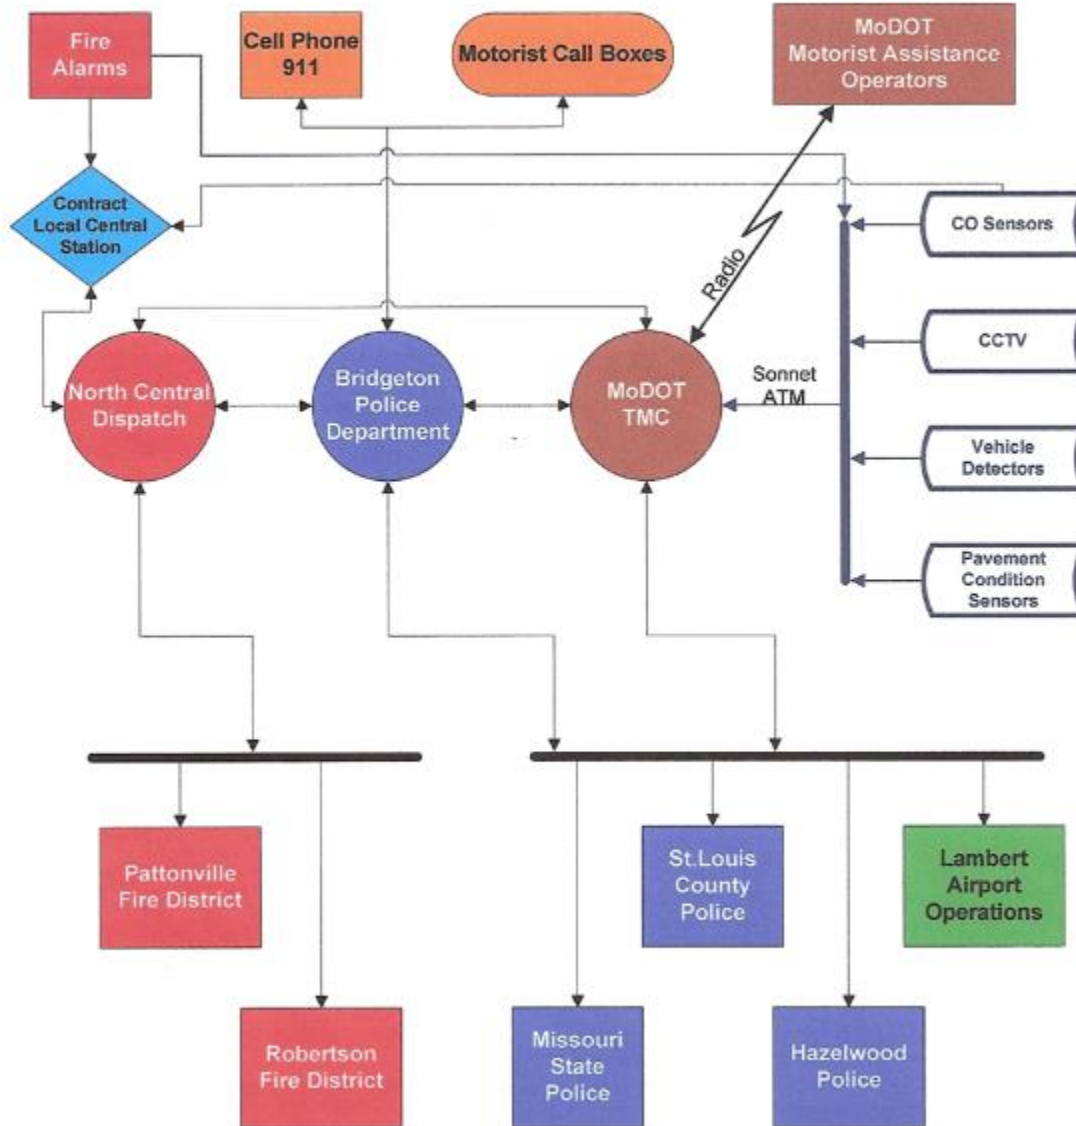 Fire
Alarms
Cell Phone
911
Motorist Call Boxes
MoDOT
Motorist Assistance
Operators
Contract
Local Central
Station
CO Sensors
Radio
CCTV
North Central
Dispatch
Bridgeton
Police
Department
MoDOT
TMC
Sonnet
ATM
Vehicle
Detectors
Pavement
Condition
Sensors
Pattonville
Fire District
St.Louis
County
Police
Lambert
Airport
Operations
Robertson
Fire District
Missouri
State
Police
Hazelwood
Police